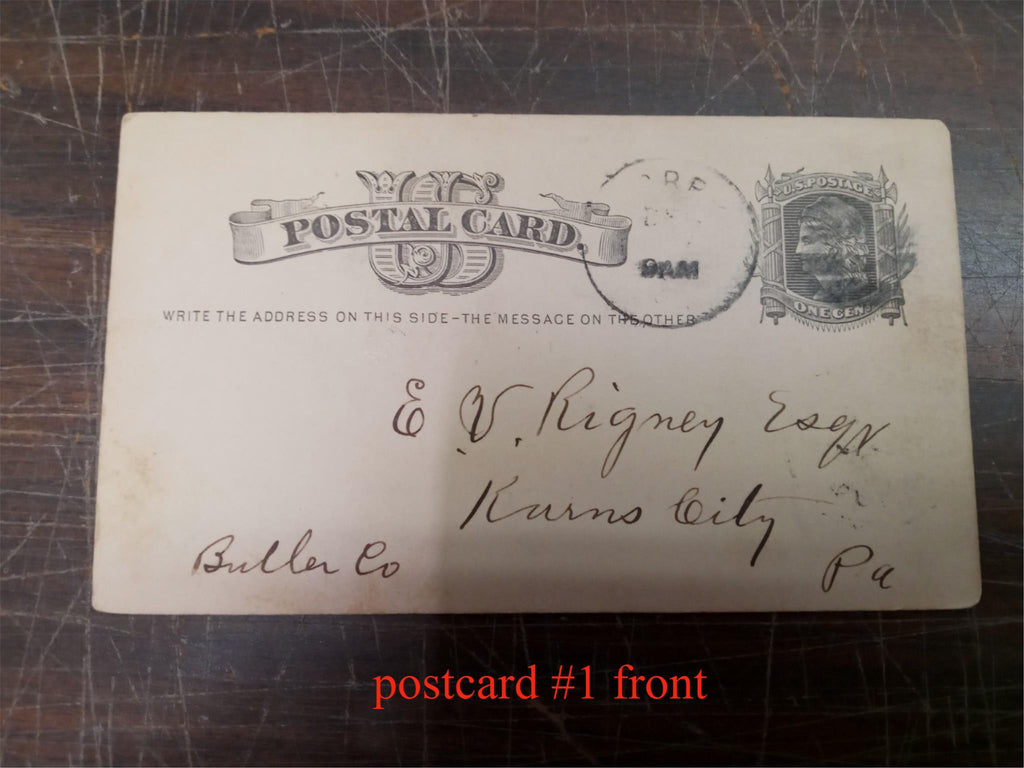 US
POSTAL CARD
U.S. POSTAGE
9AM
ONE CENT
WRITE THE ADDRESS ON THIS SIDE-THE MESSAGE ON THE OTHER
E. V. Rigney Esqr
Karns City
Butler Co
Pa
postcard #1 front